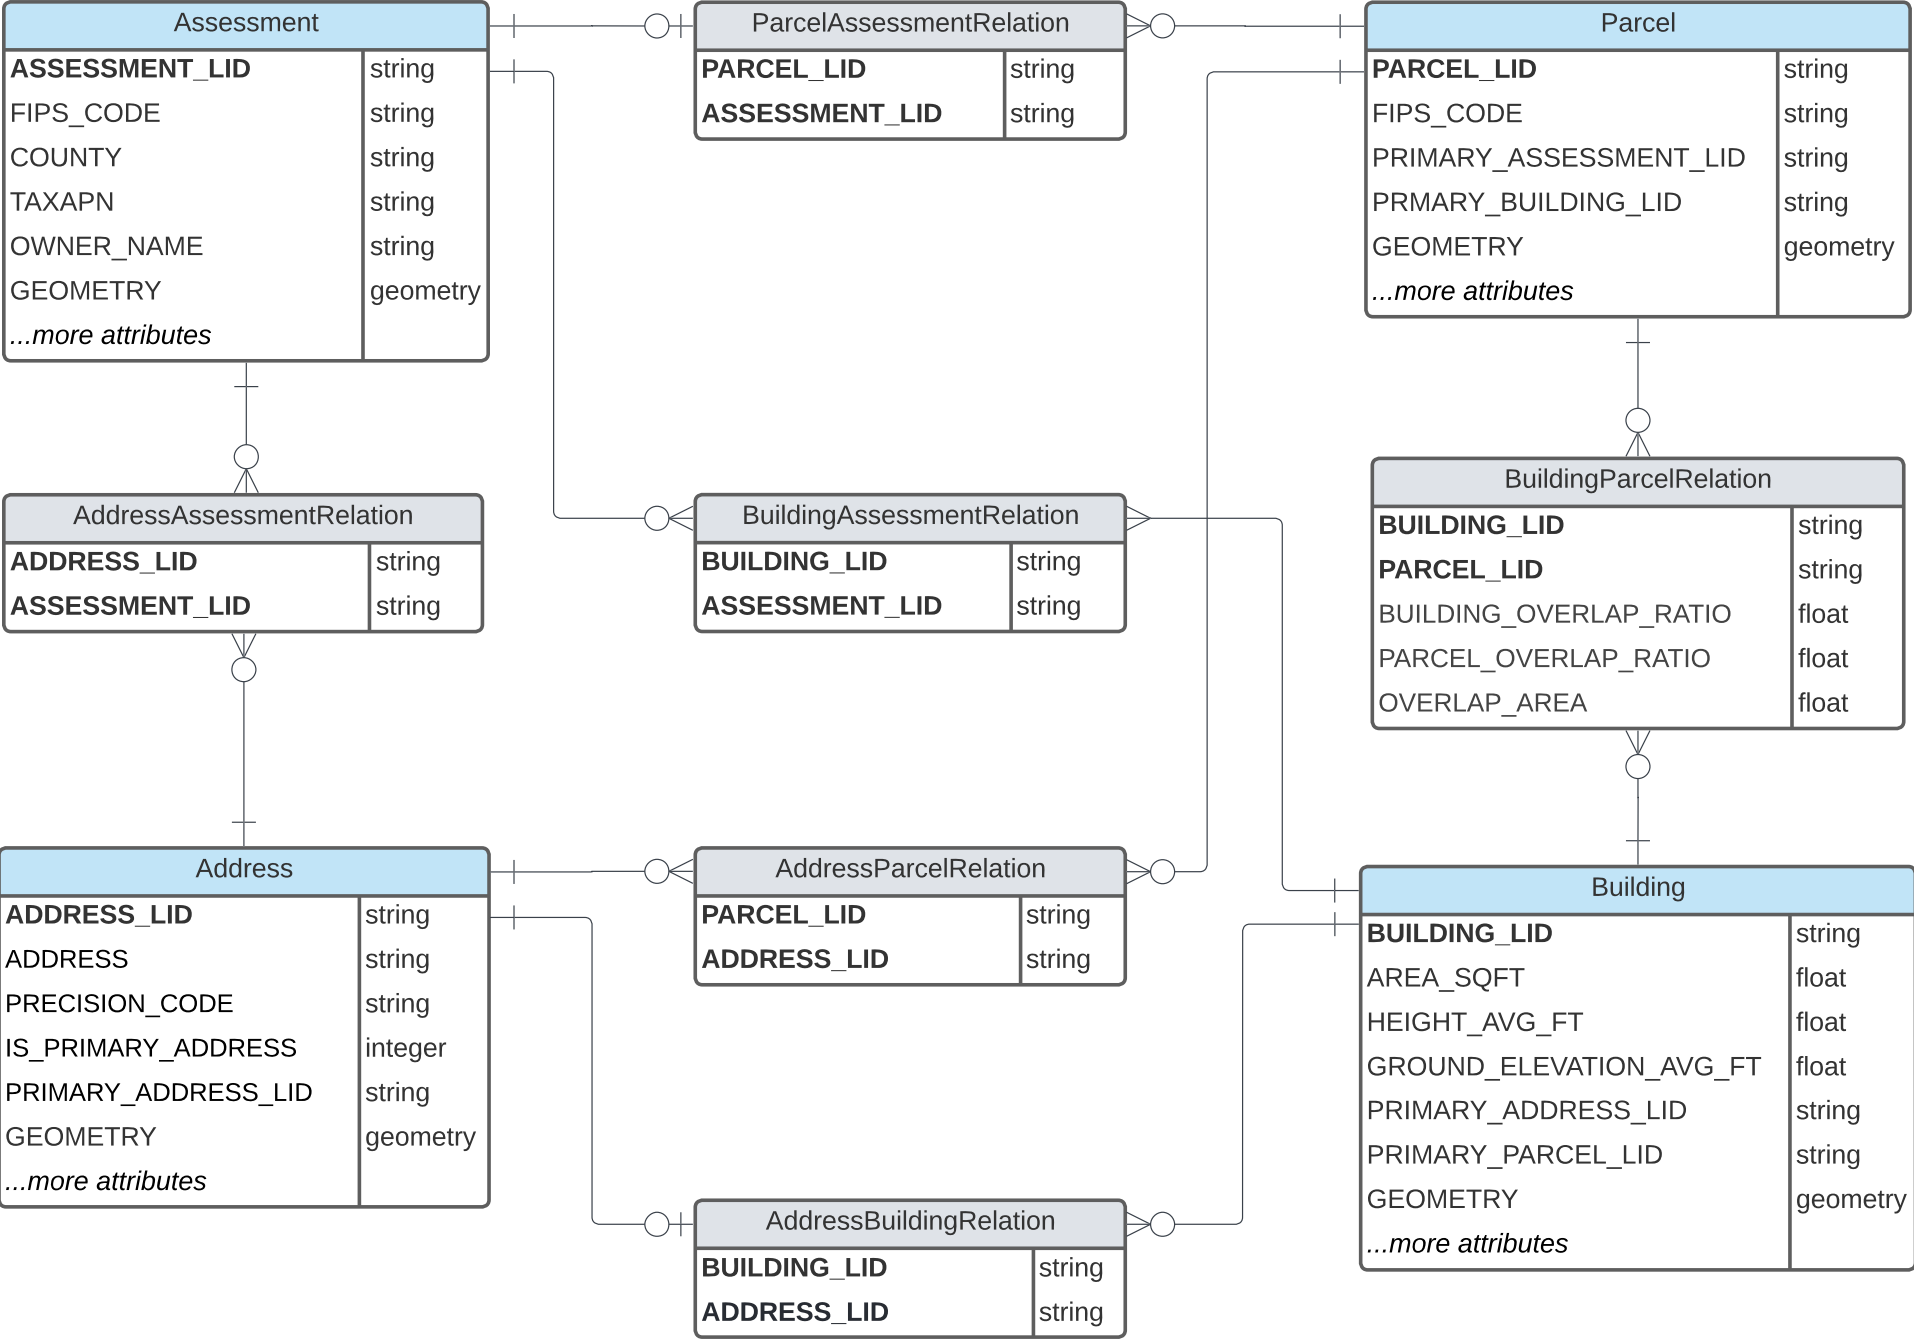 Assessment
ASSESSMENT_LID string
FIPS_CODE string
COUNTY string
TAXAPN string
OWNER_NAME string
GEOMETRY geometry
...more attributes
ParcelAssessmentRelation
PARCEL_LID string
ASSESSMENT_LID string
Parcel
PARCEL_LID string
FIPS_CODE string
PRIMARY_ASSESSMENT_LID string
PRMARY_BUILDING_LID string
GEOMETRY geometry
...more attributes
AddressAssessmentRelation
ADDRESS_LID string
ASSESSMENT_LID string
BuildingAssessmentRelation
BUILDING_LID string
ASSESSMENT_LID string
BuildingParcelRelation
BUILDING_LID string
PARCEL_LID string
BUILDING_OVERLAP_RATIO float
PARCEL_OVERLAP_RATIO float
OVERLAP_AREA float
Address
ADDRESS_LID string
ADDRESS string
PRECISION_CODE string
IS_PRIMARY_ADDRESS integer
PRIMARY_ADDRESS_LID string
GEOMETRY geometry
...more attributes
AddressParcelRelation
PARCEL_LID string
ADDRESS_LID string
Building
BUILDING_LID string
AREA_SQFT float
HEIGHT_AVG_FT float
GROUND_ELEVATION_AVG_FT float
PRIMARY_ADDRESS_LID string
PRIMARY_PARCEL_LID string
GEOMETRY geometry
...more attributes
AddressBuildingRelation
BUILDING_LID string
ADDRESS_LID string